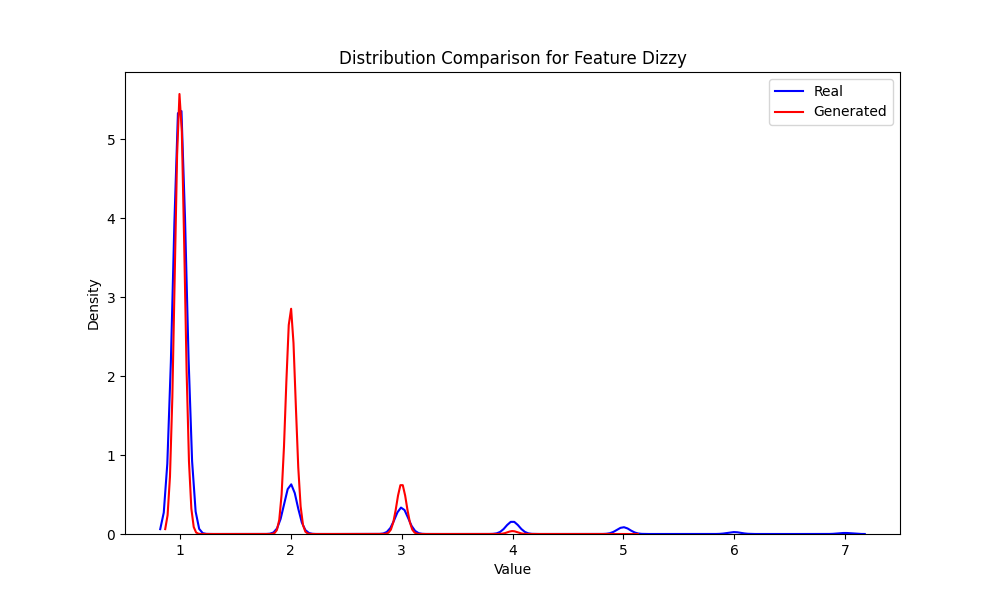 Distribution Comparison for Feature Dizzy
Real
Generated
Density
5
4
3
2
1
0
1 2 3 4 5 6 7
Value